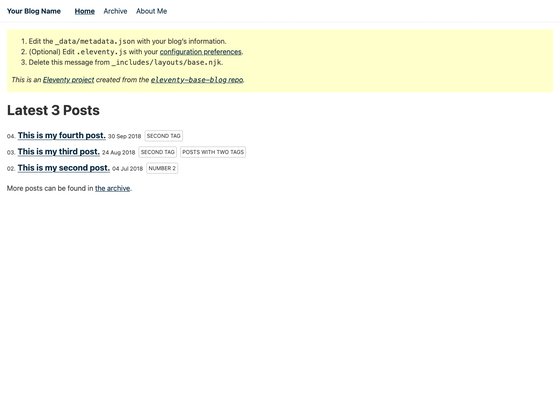 Your Blog Name Home Archive About Me
1. Edit the _data/metadata.json with your blog's information.
2. (Optional) Edit .eleventy.js with your configuration preferences.
3. Delete this message from _includes/layouts/base.njk.
This is an Eleventy project created from the eleventy-base-blog repo.
Latest 3 Posts
04. This is my fourth post. 30 Sep 2018 SECOND TAG
03. This is my third post. 24 Aug 2018 SECOND TAG POSTS WITH TWO TAGS
02. This is my second post. 04 Jul 2018 NUMBER 2
More posts can be found in the archive.